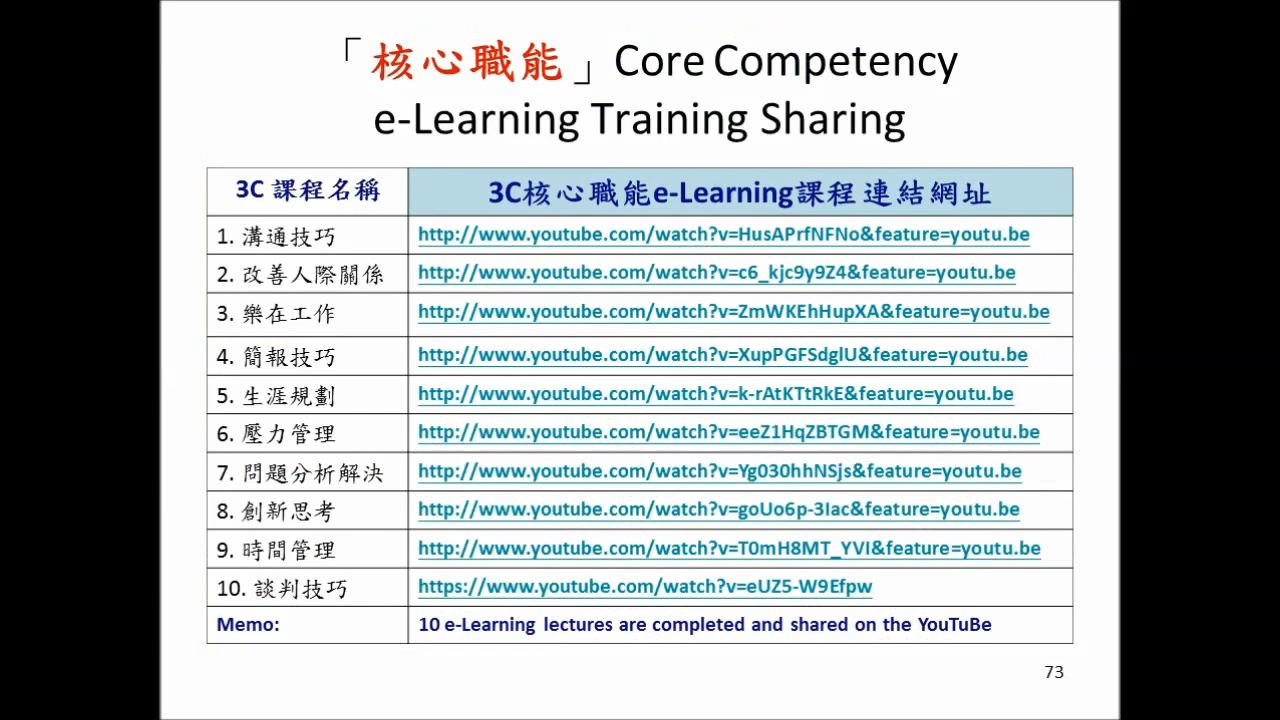 「核心職能」Core Competency
e-Learning Training Sharing
3C 課程名稱 3C核心職能e-Learning課程 連結網址
1. 溝通技巧 http://www.youtube.com/watch?v=HusAPrfNFNo&feature=youtu.be
2. 改善人際關係 http://www.youtube.com/watch?v=c6_kjc9y9Z4&feature=youtu.be
3. 樂在工作 http://www.youtube.com/watch?v=ZmWKEhHupXA&feature=youtu.be
4. 簡報技巧 http://www.youtube.com/watch?v=XupPGFSdglU&feature=youtu.be
5. 生涯規劃 http://www.youtube.com/watch?v=k-rAtKTtRkE&feature=youtu.be
6. 壓力管理 http://www.youtube.com/watch?v=eeZ1HqZBTGM&feature=youtu.be
7. 問題分析解決 http://www.youtube.com/watch?v=Yg030hhNSjs&feature=youtu.be
8. 創新思考 http://www.youtube.com/watch?v=goUo6p-3Iac&feature=youtu.be
9. 時間管理 http://www.youtube.com/watch?v=T0mH8MT_YVI&feature=youtu.be
10. 談判技巧 https://www.youtube.com/watch?v=eUZ5-W9Efpw
Memo: 10 e-Learning lectures are completed and shared on the YouTuBe
73